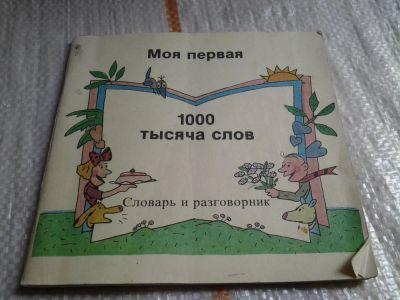 Моя первая
1000
тысяча слов
Словарь и разговорник